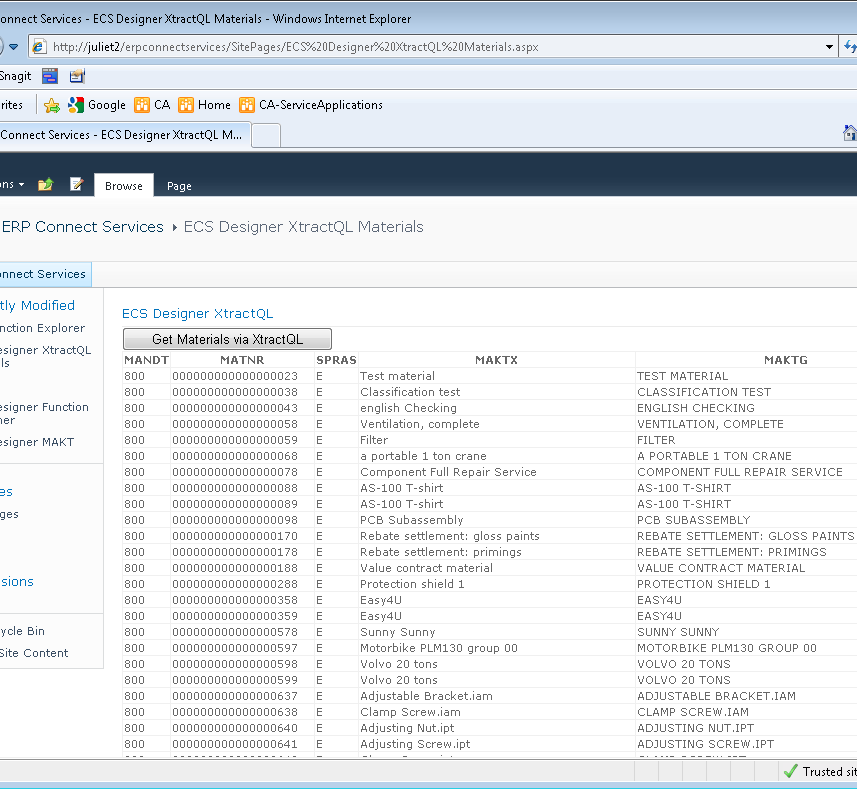 onnect Services - ECS Designer XtractQL Materials - Windows Internet Explorer
http://juliet2/erpconnectservices/SitePages/ECS%20Designer%20XtractQL%20Materials.aspx
Snagit
rites Google CA Home CA-ServiceApplications
Connect Services - ECS Designer XtractQL M...
ons Browse Page
ERP Connect Services ECS Designer XtractQL Materials
onnect Services
tly Modified
nction Explorer
esigner XtractQL
ls
esigner Function
ner
esigner MAKT
es
ges
sions
ycle Bin
Site Content
ECS Designer XtractQL
Get Materials via XtractQL
MANDT MATNR SPRAS MAKTX MAKTG
800 000000000000000023 E Test material TEST MATERIAL
800 000000000000000038 E Classification test CLASSIFICATION TEST
800 000000000000000043 E english Checking ENGLISH CHECKING
800 000000000000000058 E Ventilation, complete VENTILATION, COMPLETE
800 000000000000000059 E Filter FILTER
800 000000000000000068 E a portable 1 ton crane A PORTABLE 1 TON CRANE
800 000000000000000078 E Component Full Repair Service COMPONENT FULL REPAIR SERVICE
800 000000000000000088 E AS-100 T-shirt AS-100 T-SHIRT
800 000000000000000089 E AS-100 T-shirt AS-100 T-SHIRT
800 000000000000000098 E PCB Subassembly PCB SUBASSEMBLY
800 000000000000000170 E Rebate settlement: gloss paints REBATE SETTLEMENT: GLOSS PAINTS
800 000000000000000178 E Rebate settlement: primings REBATE SETTLEMENT: PRIMINGS
800 000000000000000188 E Value contract material VALUE CONTRACT MATERIAL
800 000000000000000288 E Protection shield 1 PROTECTION SHIELD 1
800 000000000000000358 E Easy4U EASY4U
800 000000000000000359 E Easy4U EASY4U
800 000000000000000578 E Sunny Sunny SUNNY SUNNY
800 000000000000000597 E Motorbike PLM130 group 00 MOTORBIKE PLM130 GROUP 00
800 000000000000000598 E Volvo 20 tons VOLVO 20 TONS
800 000000000000000599 E Volvo 20 tons VOLVO 20 TONS
800 000000000000000637 E Adjustable Bracket.iam ADJUSTABLE BRACKET.IAM
800 000000000000000638 E Clamp Screw.iam CLAMP SCREW.IAM
800 000000000000000640 E Adjusting Nut.ipt ADJUSTING NUT.IPT
800 000000000000000641 E Adjusting Screw.ipt ADJUSTING SCREW.IPT
Trusted sit